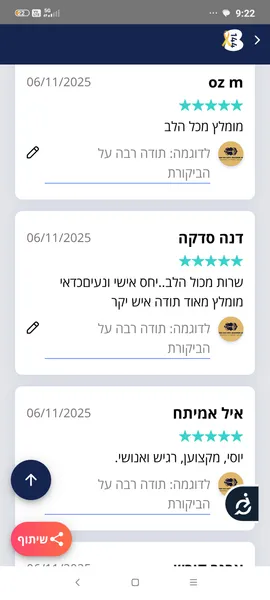 9:22
144
oz m
06/11/2025
מומלץ מכל הלב
לדוגמה: תודה רבה על
הביקורת
דנה סדקה
06/11/2025
שרות מכול הלב..יחס אישי ונעיםכדאי
מומלץ מאוד תודה איש יקר
לדוגמה: תודה רבה על
הביקורת
איל אמיתח
06/11/2025
יוסי, מקצוען, רגיש ואנושי.
לדוגמה: תודה רבה על
הביקורת
שיתוף